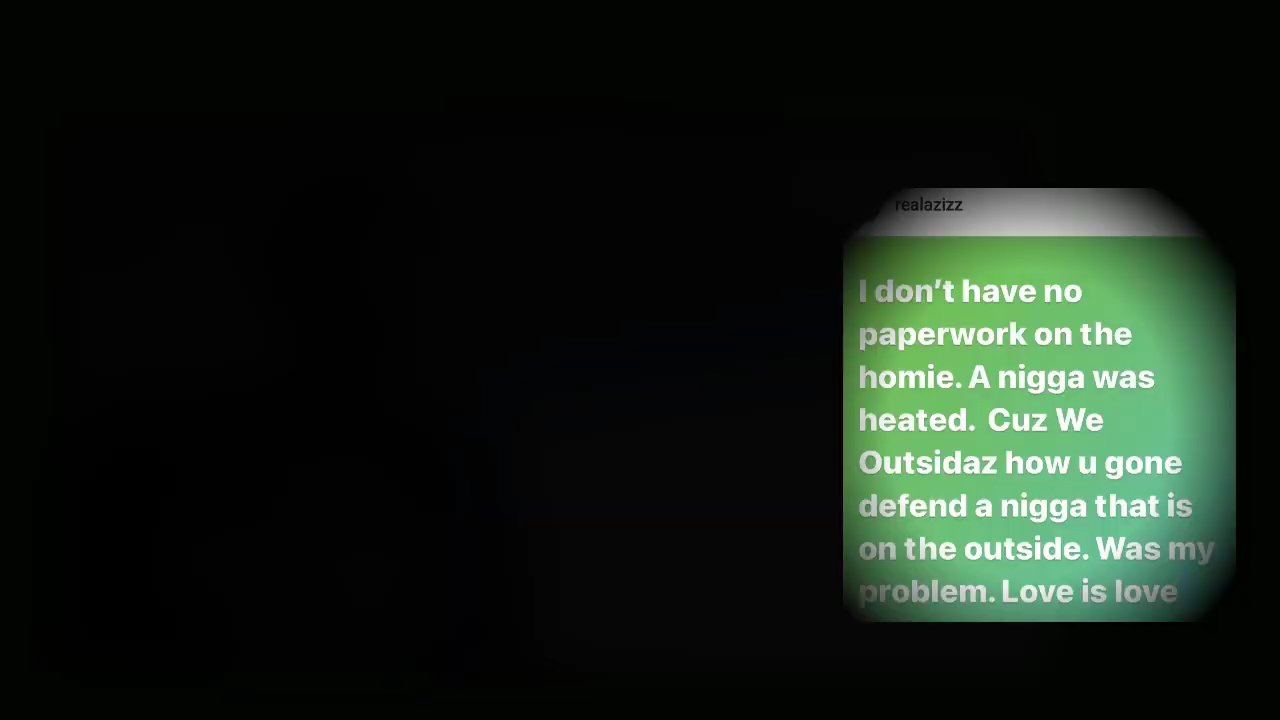 realazizz
I don't have no
paperwork on the
homie. A nigga was
heated. Cuz We
Outsidaz how u gone
defend a nigga that is
on the outside. Was my
problem. Love is love